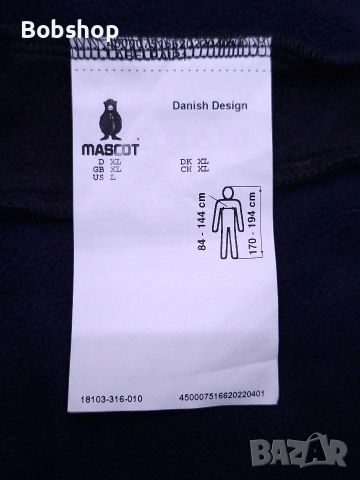 Bobshop
Danish Design
MASCOT
D XL DK XL
GB XL CH XL
US L
84 - 144 cm
170 - 194 cm
18103-316-010
450007516620220401
BAZAR